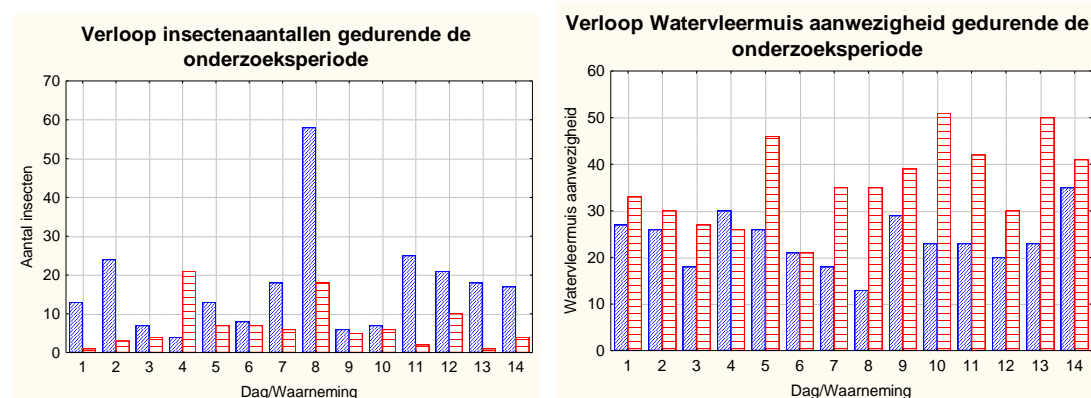 Verloop insectenaantallen gedurende de
onderzoeksperiode
70
60
50
40
30
20
10
0
Aantal insecten
1 2 3 4 5 6 7 8 9 10 11 12 13 14
Dag/Waarneming
Verloop Watervleermuis aanwezigheid gedurende de
onderzoeksperiode
60
50
40
30
20
10
0
Watervleermuis aanwezigheid
1 2 3 4 5 6 7 8 9 10 11 12 13 14
Dag/Waarneming